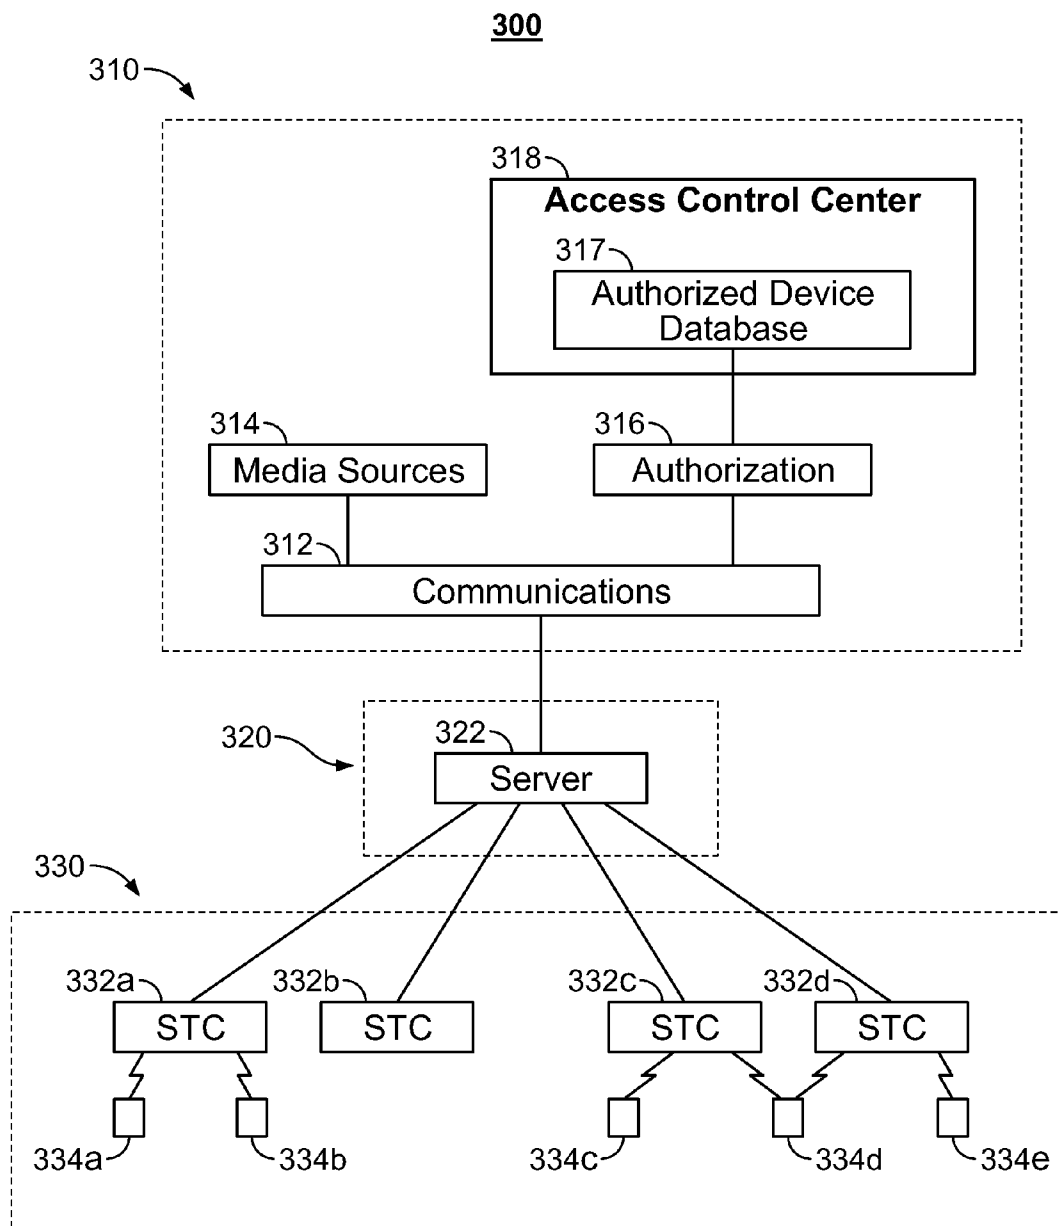 300
310
318
Access Control Center
317
Authorized Device
Database
314
Media Sources
316
Authorization
312
Communications
320
322
Server
330
332a
STC
332b
STC
332c
STC
332d
STC
334a
334b
334c
334d
334e